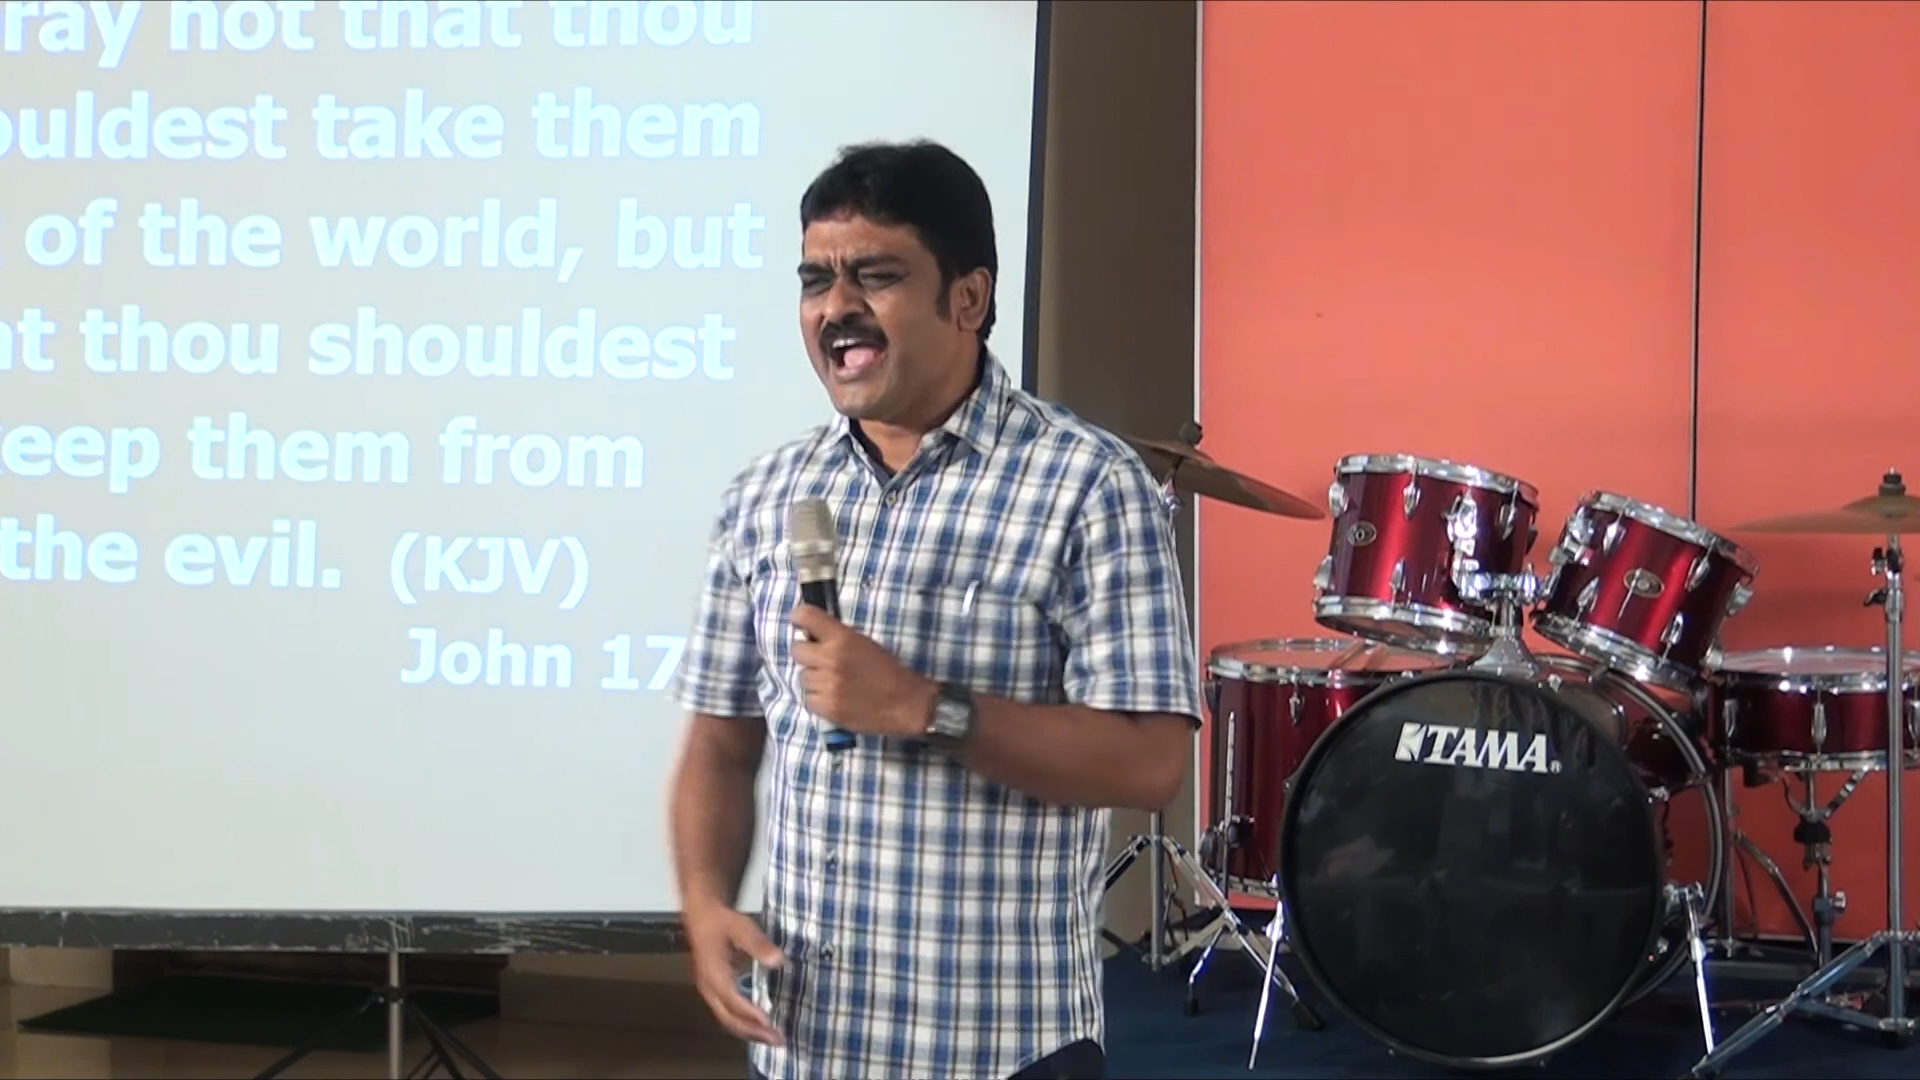 ray not that thou
ouldest take them
of the world, but
at thou shouldest
keep them from
the evil. (KJV)
John 17
TAMA